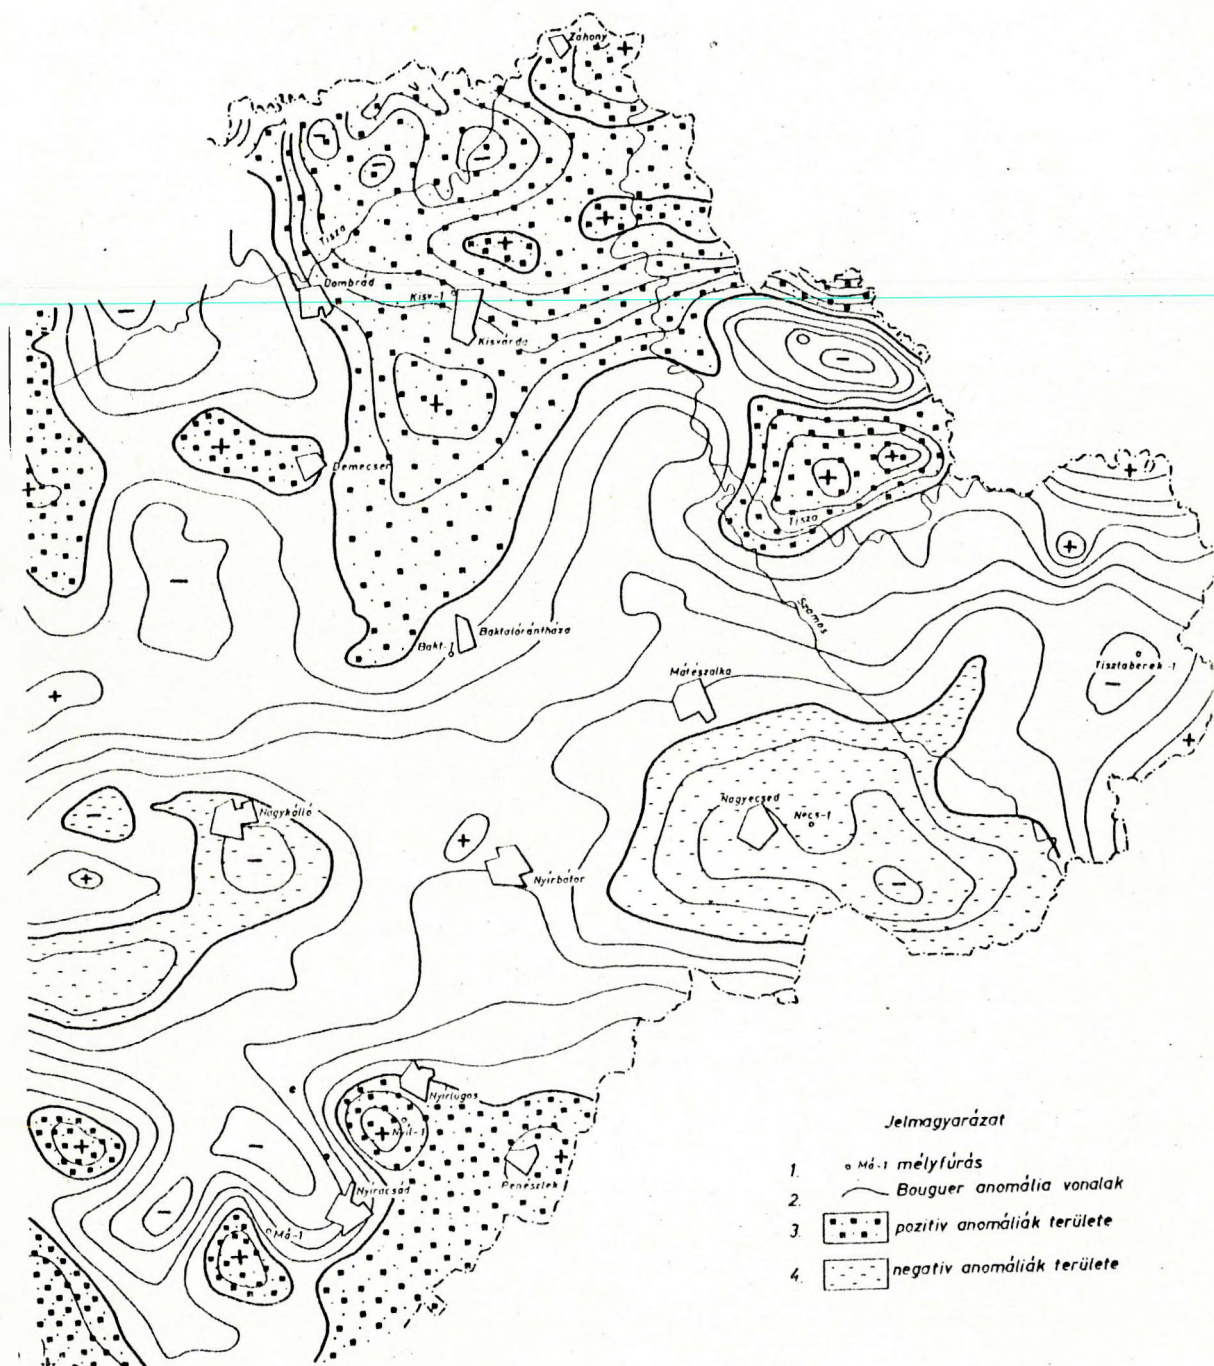 Záhony
Tisza
Dombrád
Kisv-1
Kisvárda
Demecser
Tisza
Szamos
Baktalórántháza
Bakt-1
Tisztaberek-1
Mátészalka
Nagyecsed
Necs-1
Nagykálló
Nyírbátor
Nyírlugos
Nyíl-1
Penészlek
Nyíracsád
Má-1
Jelmagyarázat
1. Má-1 mélyfúrás
2. Bouguer anomália vonalak
3. pozitiv anomáliák területe
4. negatív anomáliák területe